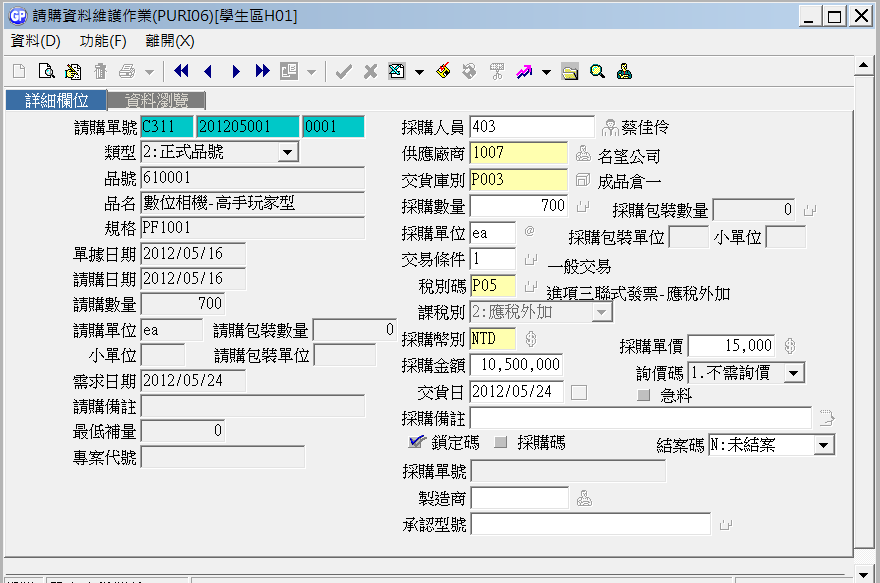 GP 請購資料維護作業(PURI06)[學生區H01]
資料(D) 功能(F) 離開(X)
詳細欄位 資料瀏覽
請購單號 C311 201205001 0001
類型 2:正式品號
品號 610001
品名 數位相機-高手玩家型
規格 PF1001
單據日期 2012/05/16
請購日期 2012/05/16
請購數量 700
請購單位 ea 請購包裝數量 0
小單位 請購包裝單位
需求日期 2012/05/24
請購備註
最低補量 0
專案代號
採購人員 403 蔡佳伶
供應廠商 1007 名望公司
交貨庫別 P003 成品倉一
採購數量 700 採購包裝數量 0
採購單位 ea @ 採購包裝單位 小單位
交易條件 1 一般交易
稅別碼 P05 進項三聯式發票-應稅外加
課稅別 2:應稅外加
採購幣別 NTD 採購單價 15,000
採購金額 10,500,000 詢價碼 1.不需詢價
交貨日 2012/05/24 急料
採購備註
鎖定碼 採購碼 結案碼 N:未結案
採購單號
製造商
承認型號